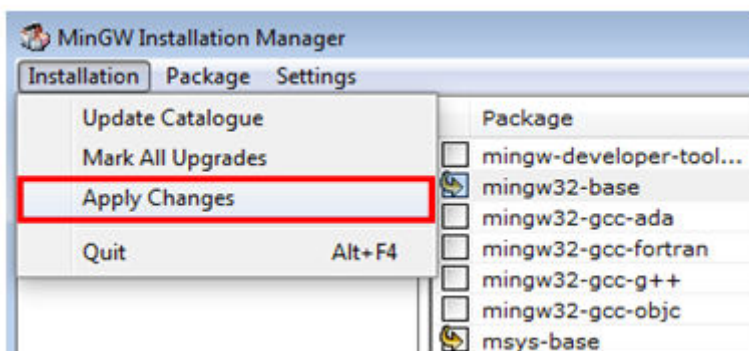 MinGW Installation Manager
Installation Package Settings
Update Catalogue
Mark All Upgrades
Apply Changes
Quit Alt+F4
Package
mingw-developer-tool...
mingw32-base
mingw32-gcc-ada
mingw32-gcc-fortran
mingw32-gcc-g++
mingw32-gcc-objc
msys-base